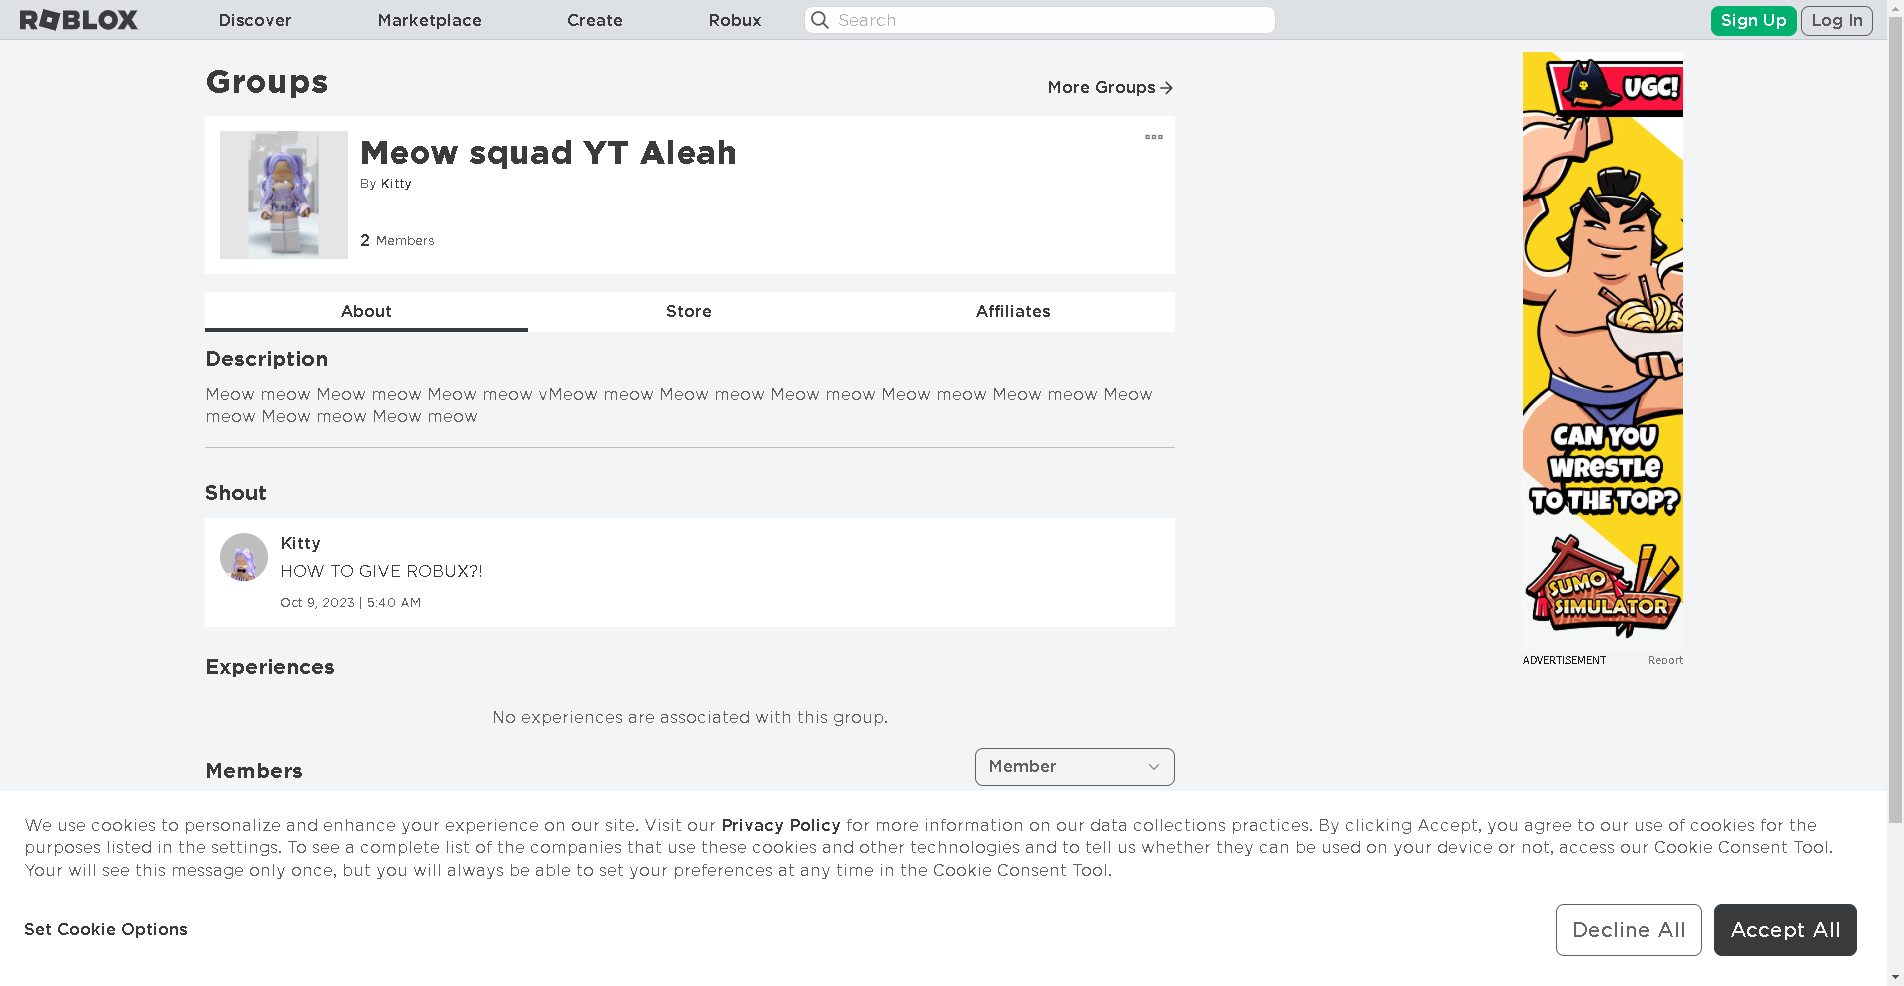 ROBLOX
Discover
Marketplace
Create
Robux
Search
Sign Up
Log In
Groups
More Groups
Meow squad YT Aleah
By Kitty
2 Members
About
Store
Affiliates
Description
Meow meow Meow meow Meow meow vMeow meow Meow meow Meow meow Meow meow Meow meow Meow
meow Meow meow Meow meow
Shout
Kitty
HOW TO GIVE ROBUX?!
Oct 9, 2023 | 5:40 AM
Experiences
No experiences are associated with this group.
Members
Member
UGC!
CAN YOU
WRESTLE
TO THE TOP?
SUMO
SIMULATOR
ADVERTISEMENT
Report
We use cookies to personalize and enhance your experience on our site. Visit our Privacy Policy for more information on our data collections practices. By clicking Accept, you agree to our use of cookies for the
purposes listed in the settings. To see a complete list of the companies that use these cookies and other technologies and to tell us whether they can be used on your device or not, access our Cookie Consent Tool.
Your will see this message only once, but you will always be able to set your preferences at any time in the Cookie Consent Tool.
Set Cookie Options
Decline All
Accept All